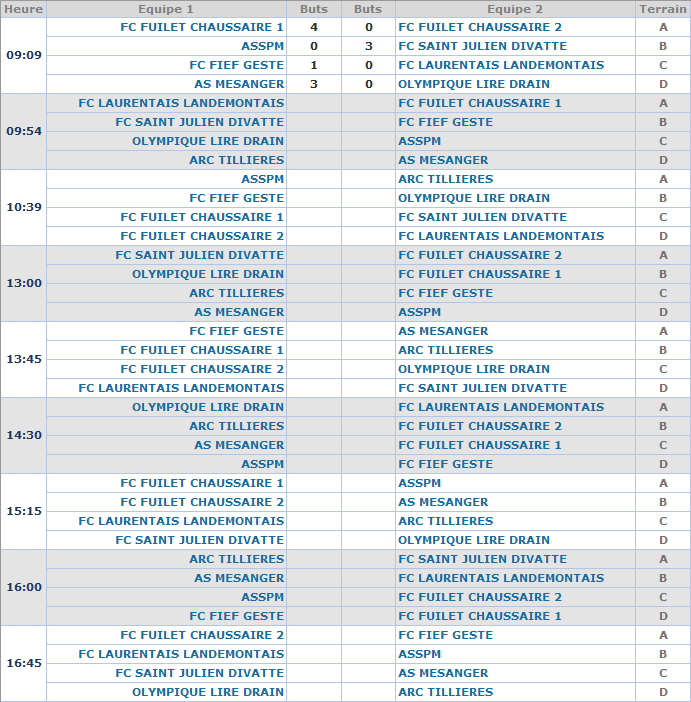 Heure Equipe 1 Buts Buts Equipe 2 Terrain
09:09
FC FUILET CHAUSSAIRE 1 4 0 FC FUILET CHAUSSAIRE 2 A
ASSPM 0 3 FC SAINT JULIEN DIVATTE B
FC FIEF GESTE 1 0 FC LAURENTAIS LANDEMONTAIS C
AS MESANGER 3 0 OLYMPIQUE LIRE DRAIN D
09:54
FC LAURENTAIS LANDEMONTAIS FC FUILET CHAUSSAIRE 1 A
FC SAINT JULIEN DIVATTE FC FIEF GESTE B
OLYMPIQUE LIRE DRAIN ASSPM C
ARC TILLIERES AS MESANGER D
10:39
ASSPM ARC TILLIERES A
FC FIEF GESTE OLYMPIQUE LIRE DRAIN B
FC FUILET CHAUSSAIRE 1 FC SAINT JULIEN DIVATTE C
FC FUILET CHAUSSAIRE 2 FC LAURENTAIS LANDEMONTAIS D
13:00
FC SAINT JULIEN DIVATTE FC FUILET CHAUSSAIRE 2 A
OLYMPIQUE LIRE DRAIN FC FUILET CHAUSSAIRE 1 B
ARC TILLIERES FC FIEF GESTE C
AS MESANGER ASSPM D
13:45
FC FIEF GESTE AS MESANGER A
FC FUILET CHAUSSAIRE 1 ARC TILLIERES B
FC FUILET CHAUSSAIRE 2 OLYMPIQUE LIRE DRAIN C
FC LAURENTAIS LANDEMONTAIS FC SAINT JULIEN DIVATTE D
14:30
OLYMPIQUE LIRE DRAIN FC LAURENTAIS LANDEMONTAIS A
ARC TILLIERES FC FUILET CHAUSSAIRE 2 B
AS MESANGER FC FUILET CHAUSSAIRE 1 C
ASSPM FC FIEF GESTE D
15:15
FC FUILET CHAUSSAIRE 1 ASSPM A
FC FUILET CHAUSSAIRE 2 AS MESANGER B
FC LAURENTAIS LANDEMONTAIS ARC TILLIERES C
FC SAINT JULIEN DIVATTE OLYMPIQUE LIRE DRAIN D
16:00
ARC TILLIERES FC SAINT JULIEN DIVATTE A
AS MESANGER FC LAURENTAIS LANDEMONTAIS B
ASSPM FC FUILET CHAUSSAIRE 2 C
FC FIEF GESTE FC FUILET CHAUSSAIRE 1 D
16:45
FC FUILET CHAUSSAIRE 2 FC FIEF GESTE A
FC LAURENTAIS LANDEMONTAIS ASSPM B
FC SAINT JULIEN DIVATTE AS MESANGER C
OLYMPIQUE LIRE DRAIN ARC TILLIERES D